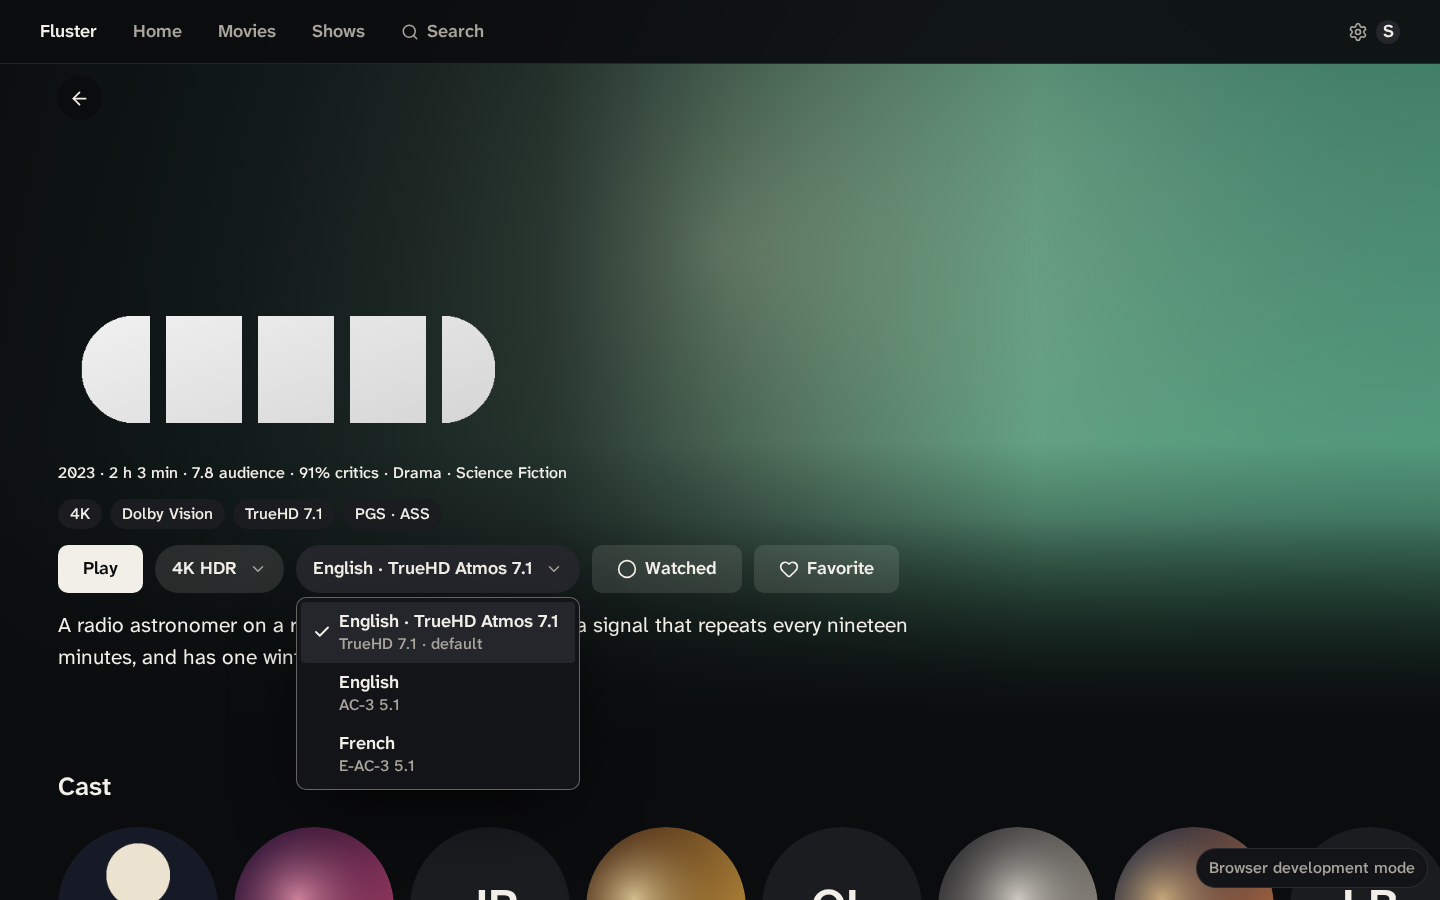 Fluster Home Movies Shows Search S
2023 · 2 h 3 min · 7.8 audience · 91% critics · Drama · Science Fiction
4K Dolby Vision TrueHD 7.1 PGS · ASS
Play 4K HDR English · TrueHD Atmos 7.1 Watched Favorite
A radio astronomer on a a signal that repeats every nineteen
minutes, and has one
English · TrueHD Atmos 7.1
TrueHD 7.1 · default
English
AC-3 5.1
French
E-AC-3 5.1
Cast
Browser development mode